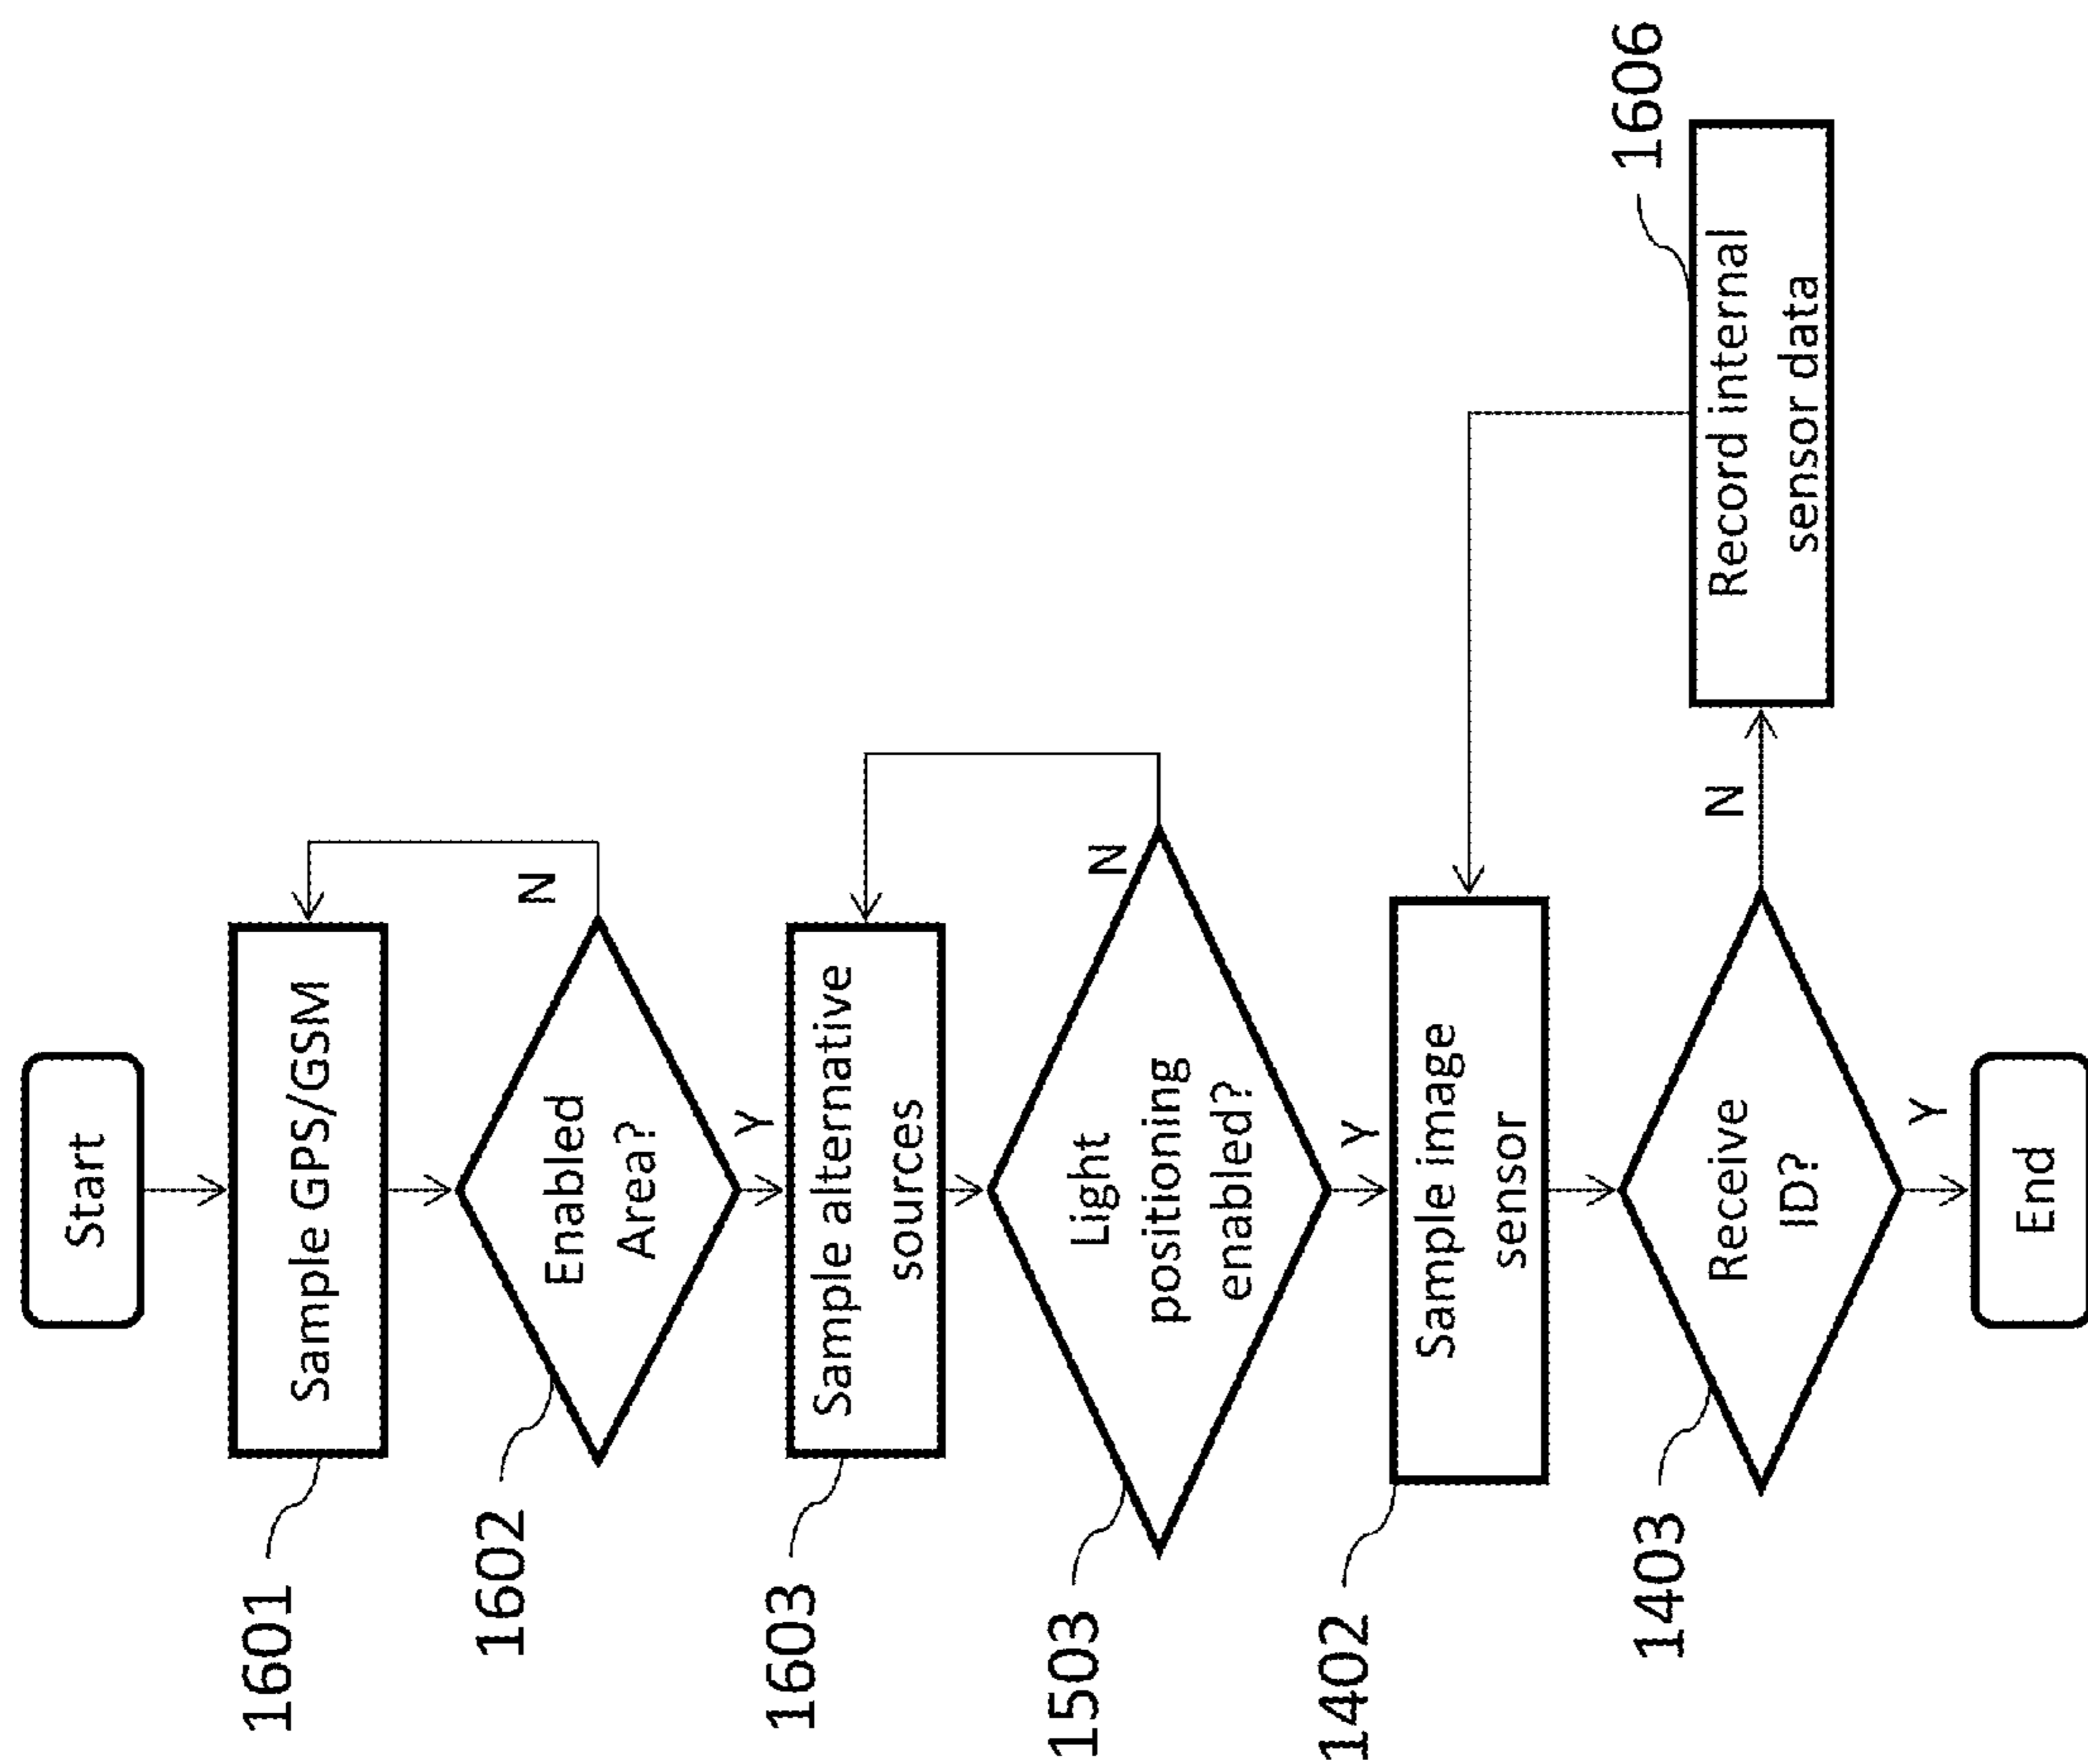 Start
1601
Sample GPS/GSM
1602
Enabled
Area?
N
Y
1603
Sample alternative
sources
1503
Light
positioning
enabled?
N
Y
1402
Sample image
sensor
1403
Receive
ID?
N
1606
Record internal
sensor data
Y
End